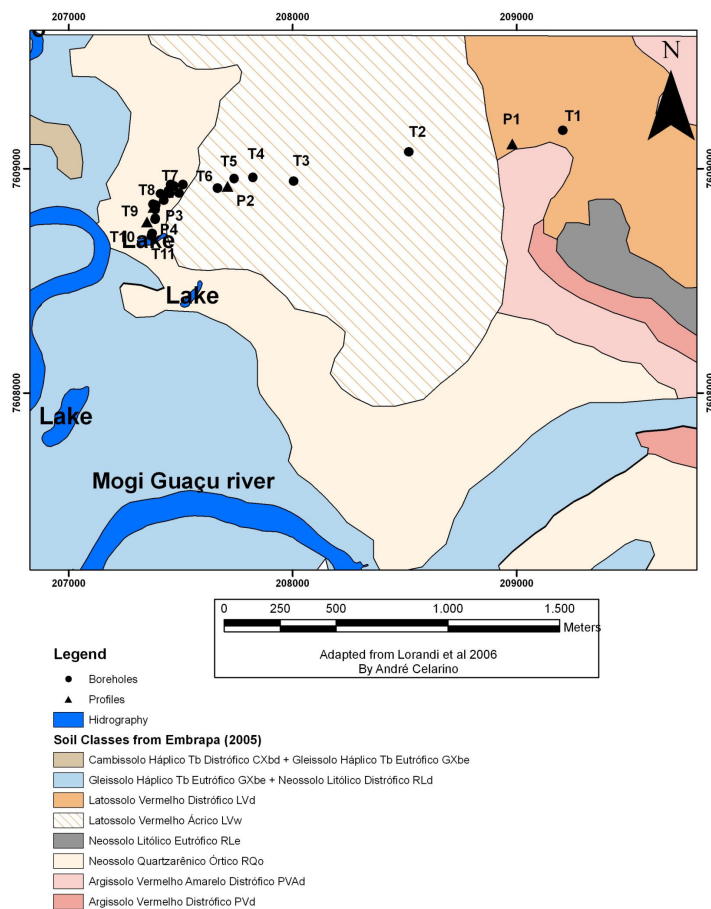 207000
208000
209000
N
P1
T1
T2
7609000
7609000
T7
T6
T5
T4
T3
T8
P2
T9
P3
P4
T10
Lake
T11
Lake
7608000
7608000
Lake
Mogi Guaçu river
207000
208000
209000
0 250 500 1.000 1.500
Meters
Adapted from Lorandi et al 2006
By André Celarino
Legend
Boreholes
Profiles
Hidrography
Soil Classes from Embrapa (2005)
Cambissolo Háplico Tb Distrófico CXbd + Gleissolo Háplico Tb Eutrófico GXbe
Gleissolo Háplico Tb Eutrófico GXbe + Neossolo Litólico Distrófico RLd
Latossolo Vermelho Distrófico LVd
Latossolo Vermelho Ácrico LVw
Neossolo Litólico Eutrófico RLe
Neossolo Quartzarênico Órtico RQo
Argissolo Vermelho Amarelo Distrófico PVAd
Argissolo Vermelho Distrófico PVd